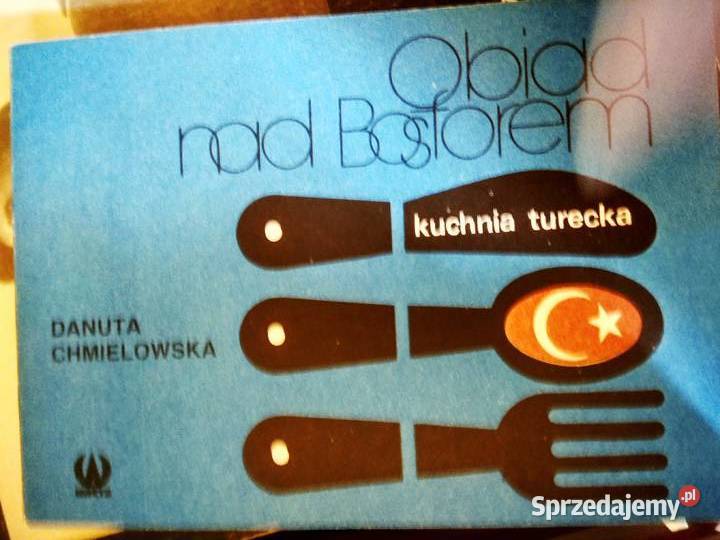 Obiad
nad Bosforem
kuchnia turecka
DANUTA
CHMIELOWSKA
Sprzedajemy.pl